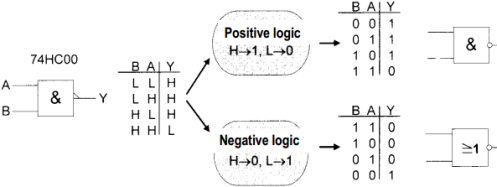 74HC00
A
B
&
Y
B A Y
L L H
L H H
H L H
H H L
Positive logic
H→1, L→0
B A Y
0 0 1
0 1 1
1 0 1
1 1 0
&
Negative logic
H→0, L→1
B A Y
1 1 0
1 0 0
0 1 0
0 0 1
≥1